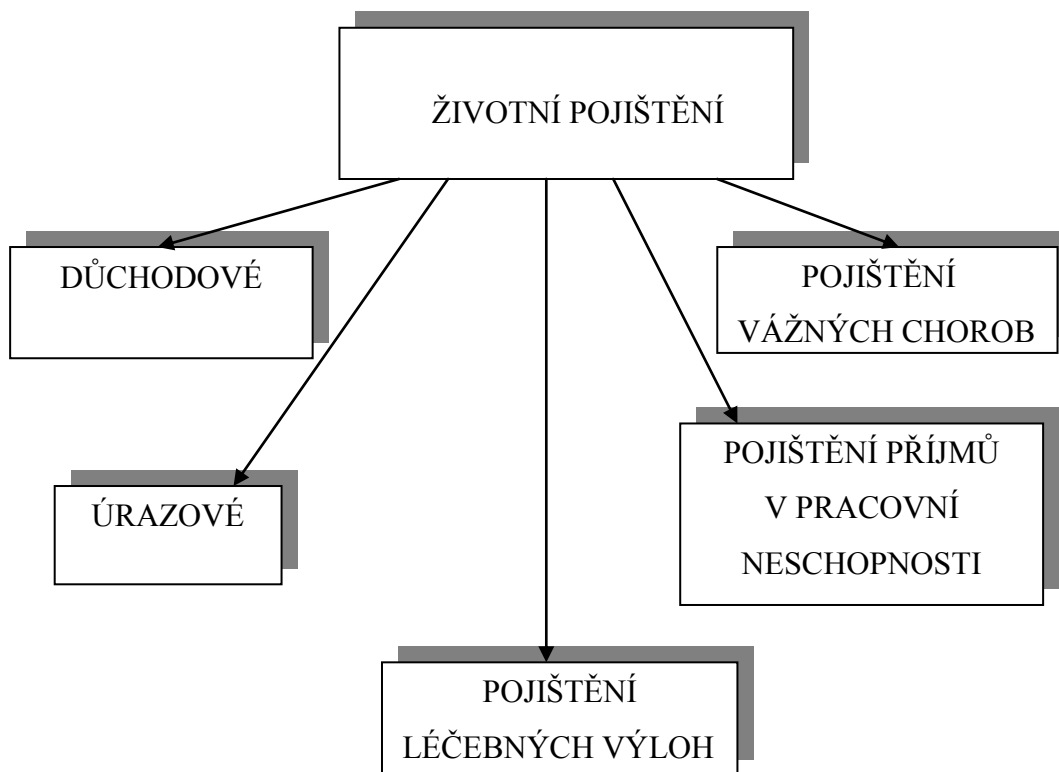 ŽIVOTNÍ POJIŠTĚNÍ
DŮCHODOVÉ
POJIŠTĚNÍ
VÁŽNÝCH CHOROB
ÚRAZOVÉ
POJIŠTĚNÍ PŘÍJMŮ
V PRACOVNÍ
NESCHOPNOSTI
POJIŠTĚNÍ
LÉČEBNÝCH VÝLOH